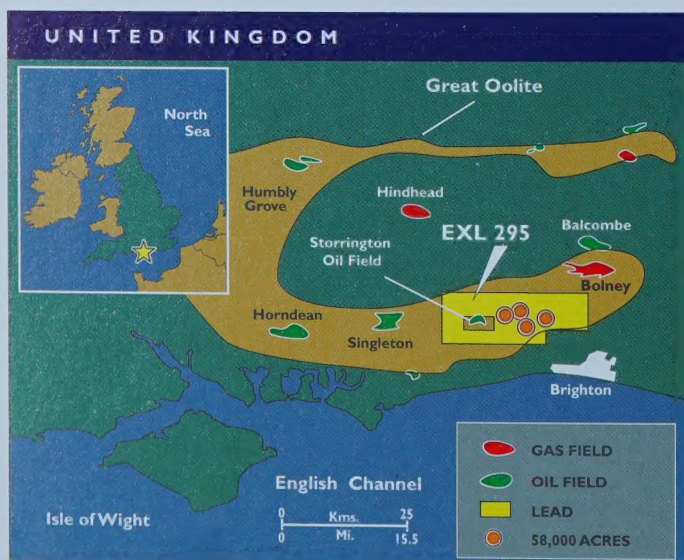 UNITED KINGDOM
North
Sea
Great Oolite
Humbly
Grove
Hindhead
EXL 295
Balcombe
Storrington
Oil Field
Bolney
Horndean
Singleton
Brighton
English Channel
Isle of Wight
0 Kms. 25
0 Mi. 15.5
GAS FIELD
OIL FIELD
LEAD
58,000 ACRES